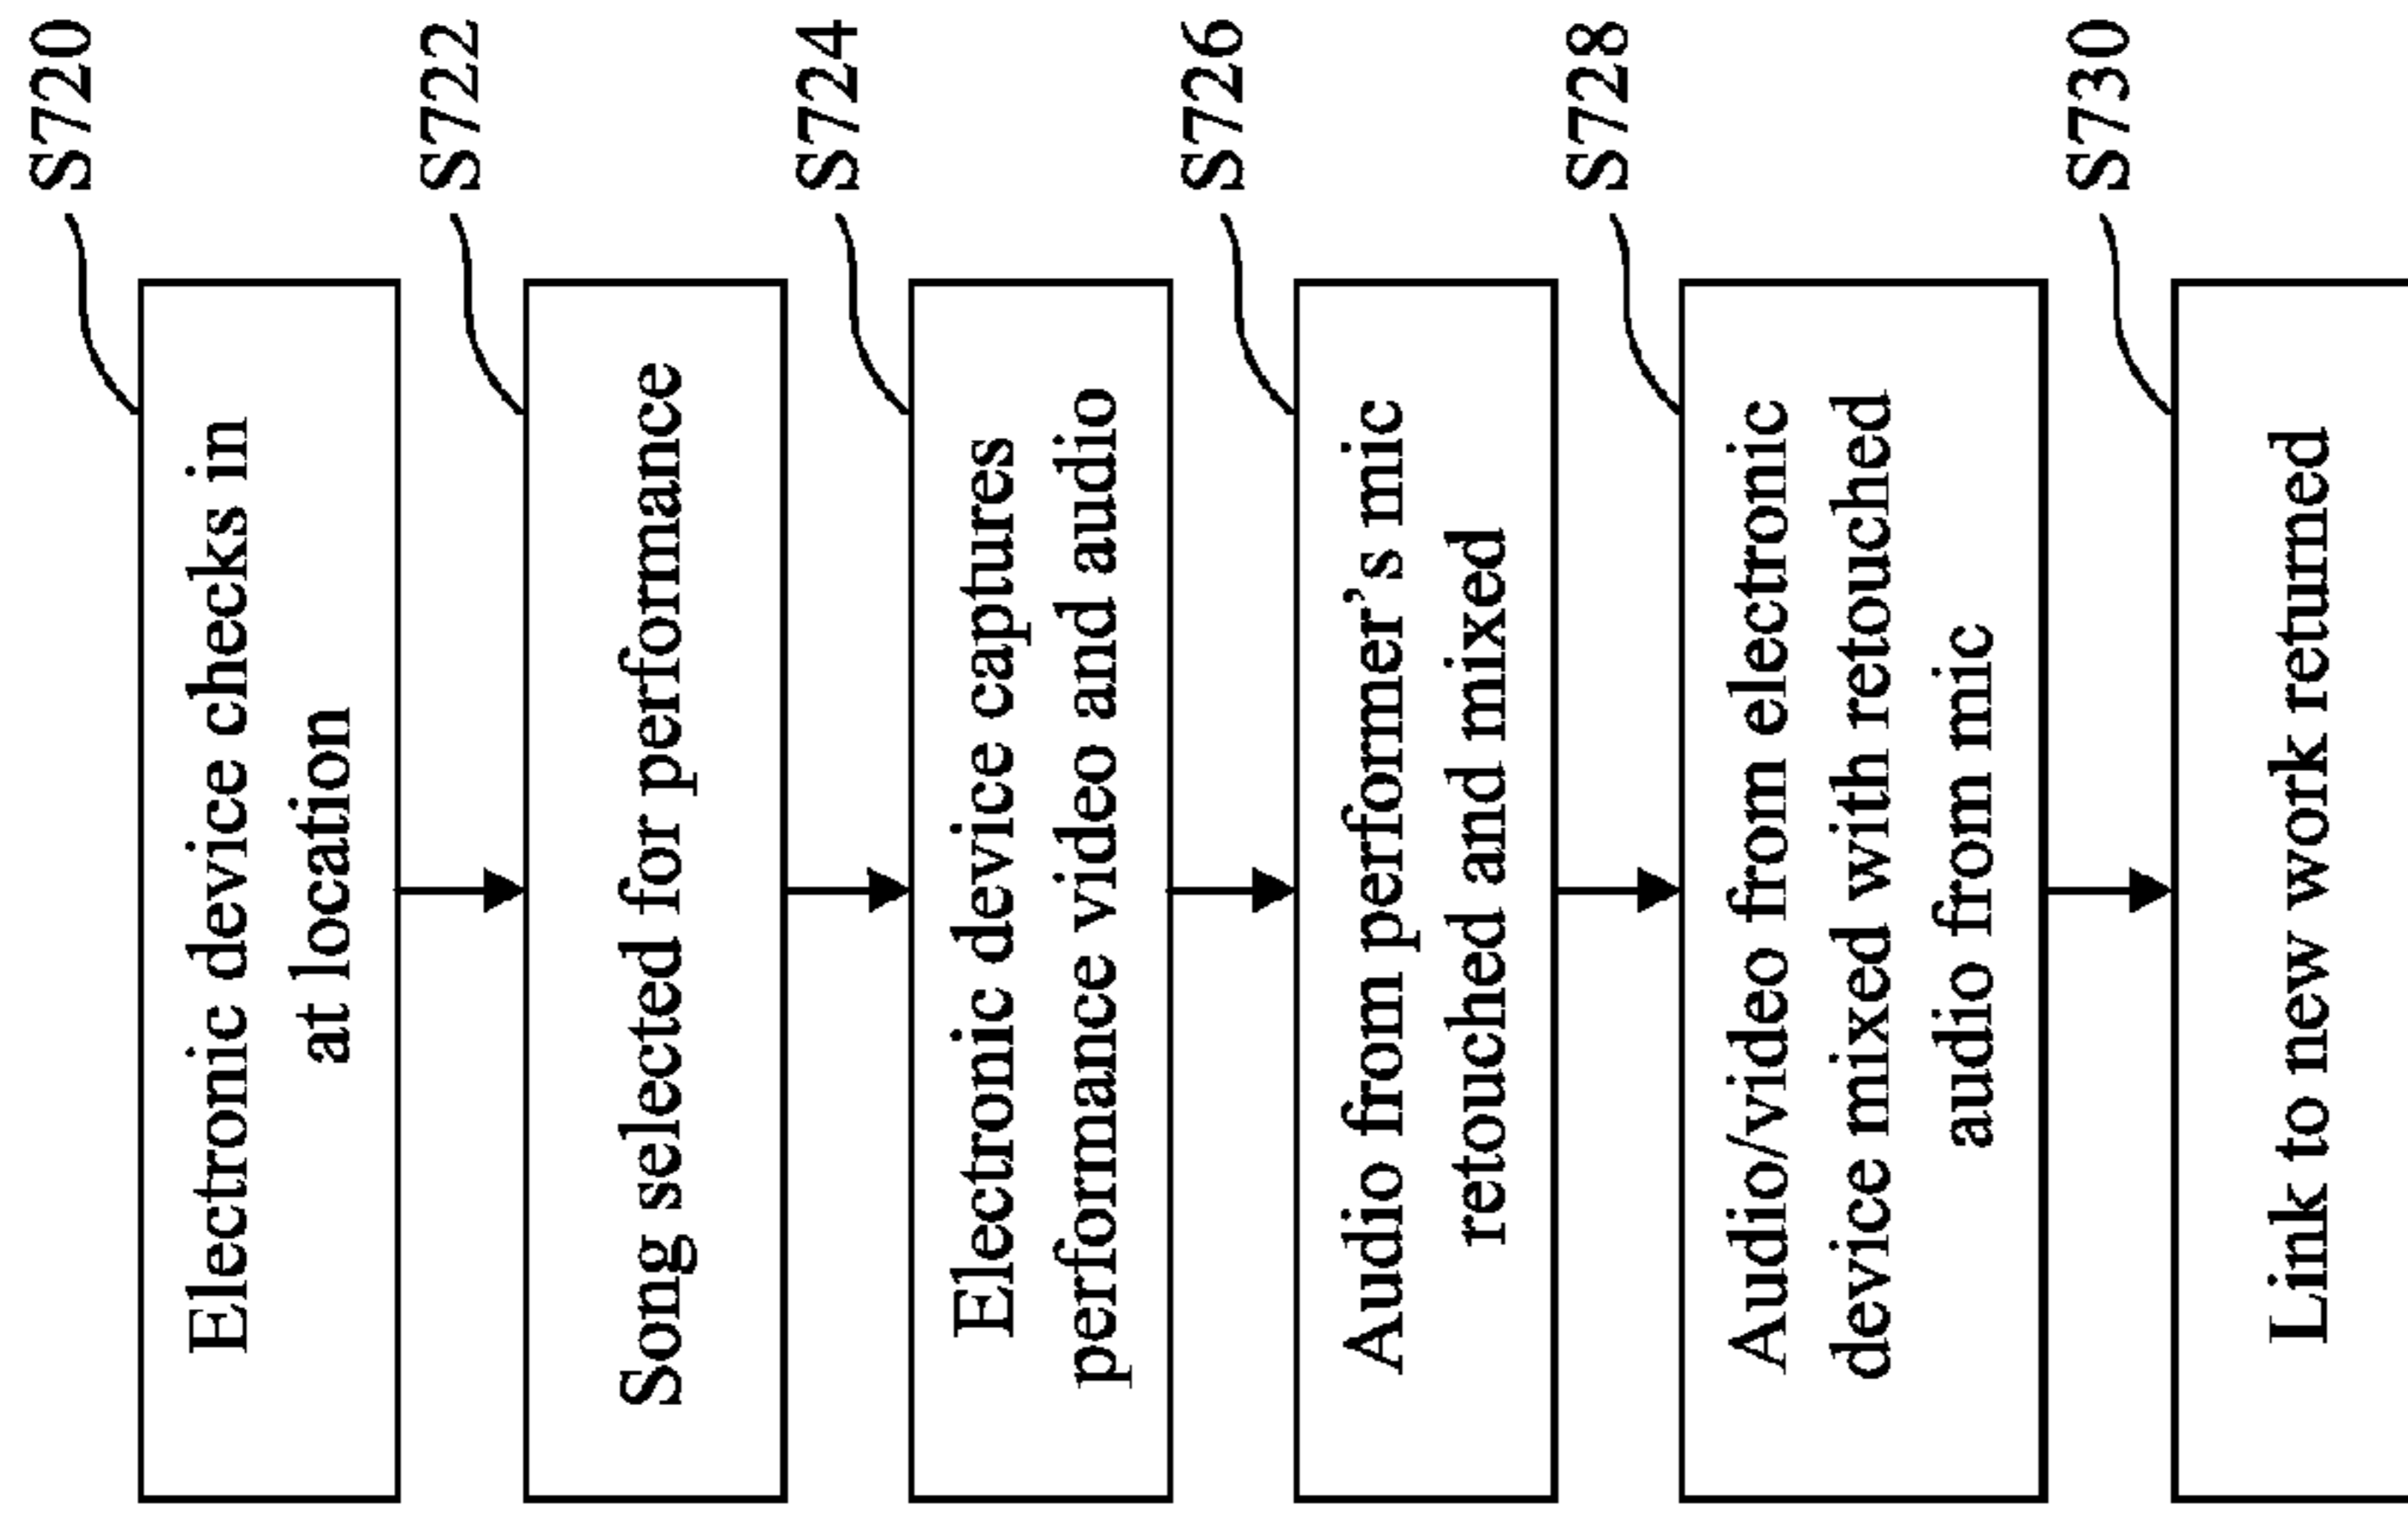 S720
Electronic device checks in
at location
S722
Song selected for performance
S724
Electronic device captures
performance video and audio
S726
Audio from performer's mic
retouched and mixed
S728
Audio/video from electronic
device mixed with retouched
audio from mic
S730
Link to new work returned